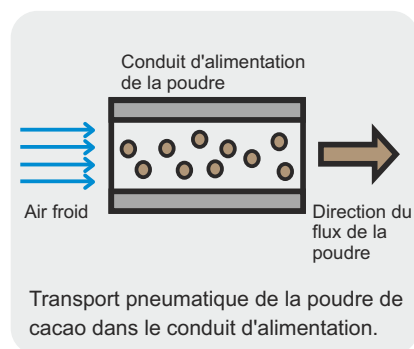 Conduit d'alimentation
de la poudre
Air froid
Direction du
flux de la
poudre
Transport pneumatique de la poudre de
cacao dans le conduit d'alimentation.